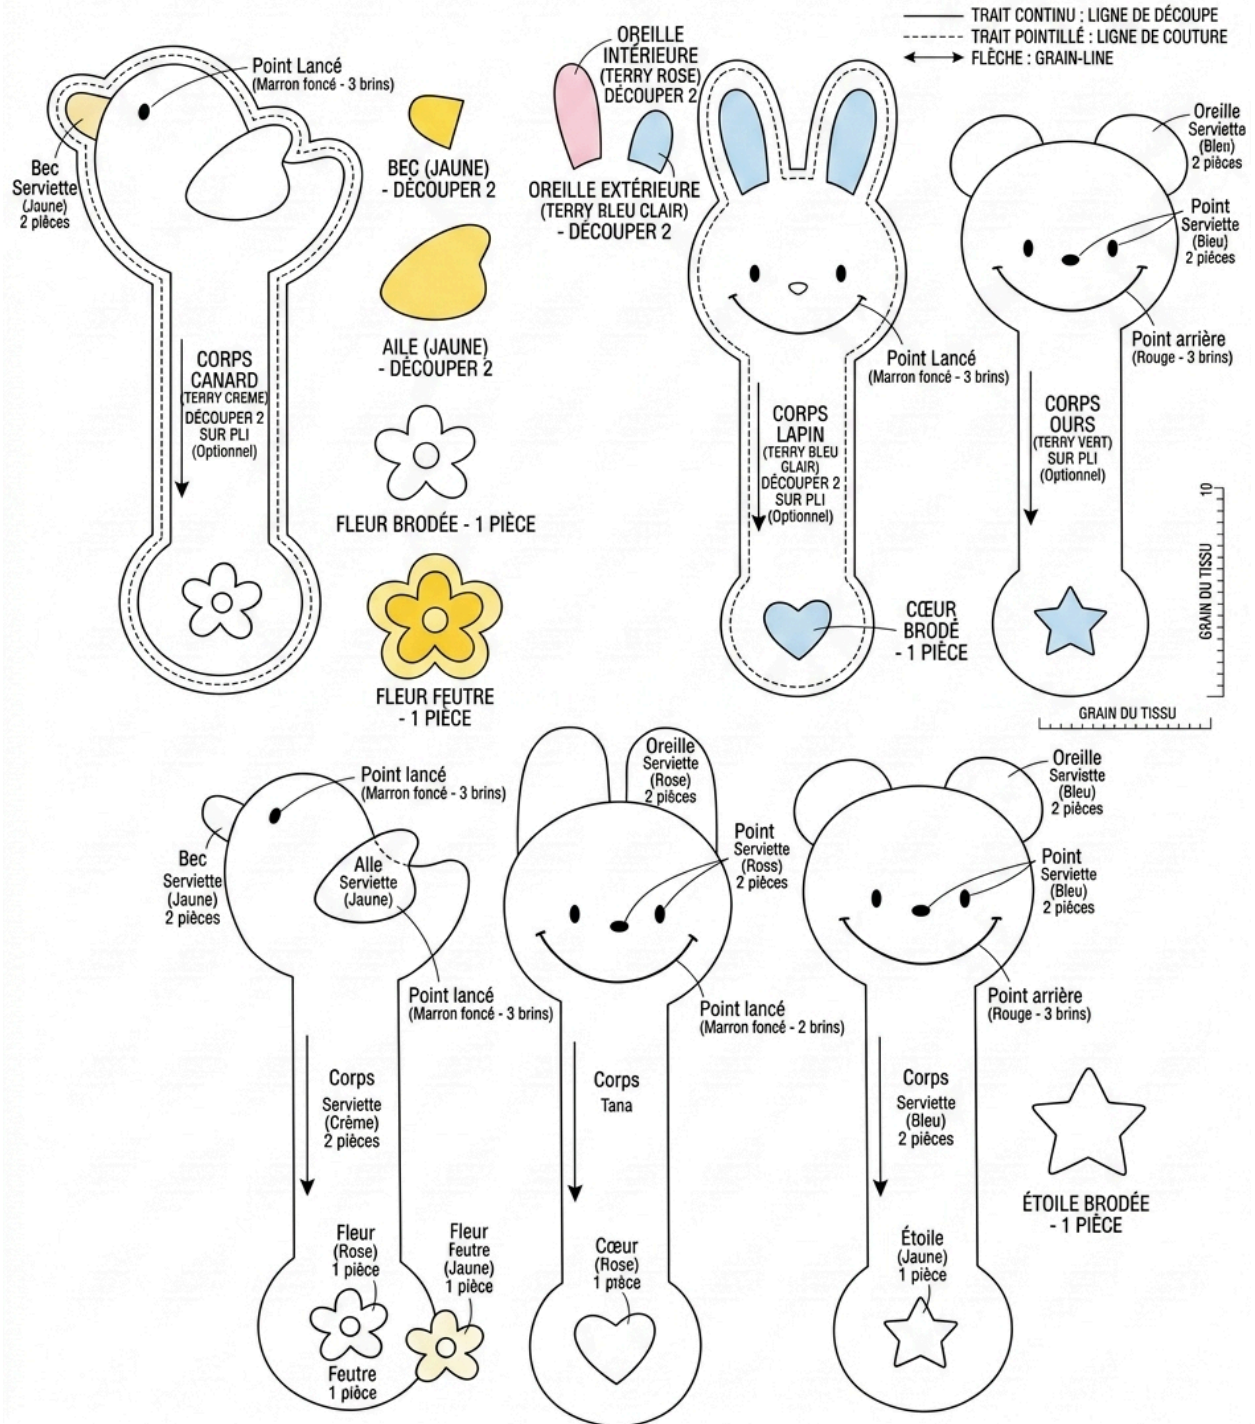 TRAIT CONTINU : LIGNE DE DÉCOUPE
TRAIT POINTILLÉ : LIGNE DE COUTURE
FLÈCHE : GRAIN-LINE
Point Lancé
(Marron foncé - 3 brins)
Bec
Serviette
(Jaune)
2 pièces
BEC (JAUNE)
- DÉCOUPER 2
OREILLE
INTÉRIEURE
(TERRY ROSE)
DÉCOUPER 2
OREILLE EXTÉRIEURE
(TERRY BLEU CLAIR)
- DÉCOUPER 2
Oreille
Serviette
(Bleu)
2 pièces
Point
Serviette
(Bieu)
2 pièces
AILE (JAUNE)
- DÉCOUPER 2
Point Lancé
(Marron foncé - 3 brins)
Point arrière
(Rouge - 3 brins)
CORPS
CANARD
(TERRY CREME)
DÉCOUPER 2
SUR PLI
(Optionnel)
CORPS
LAPIN
(TERRY BLEU
GLAIR)
DÉCOUPER 2
SUR PLI
(Optionnel)
CORPS
OURS
(TERRY VERT)
SUR PLI
(Optionnel)
FLEUR BRODÉE - 1 PIÈCE
10
GRAIN DU TISSU
CŒUR
BRODÉ
- 1 PIÈCE
FLEUR FEUTRE
- 1 PIÈCE
GRAIN DU TISSU
Point lancé
(Marron foncé - 3 brins)
Bec
Serviette
(Jaune)
2 pièces
Alle
Serviette
(Jaune)
Point lancé
(Marron foncé - 3 brins)
Oreille
Serviette
(Rose)
2 pièces
Point
Serviette
(Ross)
2 pièces
Point lancé
(Marron foncé - 2 brins)
Oreille
Servistte
(Bleu)
2 pièces
Point
Serviette
(Bleu)
2 pièces
Point arrière
(Rouge - 3 brins)
Corps
Serviette
(Crème)
2 pièces
Corps
Tana
Corps
Serviette
(Bleu)
2 pièces
ÉTOILE BRODÉE
- 1 PIÈCE
Fleur
(Rose)
1 pièce
Feutre
1 pièce
Fleur
Feutre
(Jaune)
1 pièce
Cœur
(Rose)
1 pièce
Étoile
(Jaune)
1 pièce